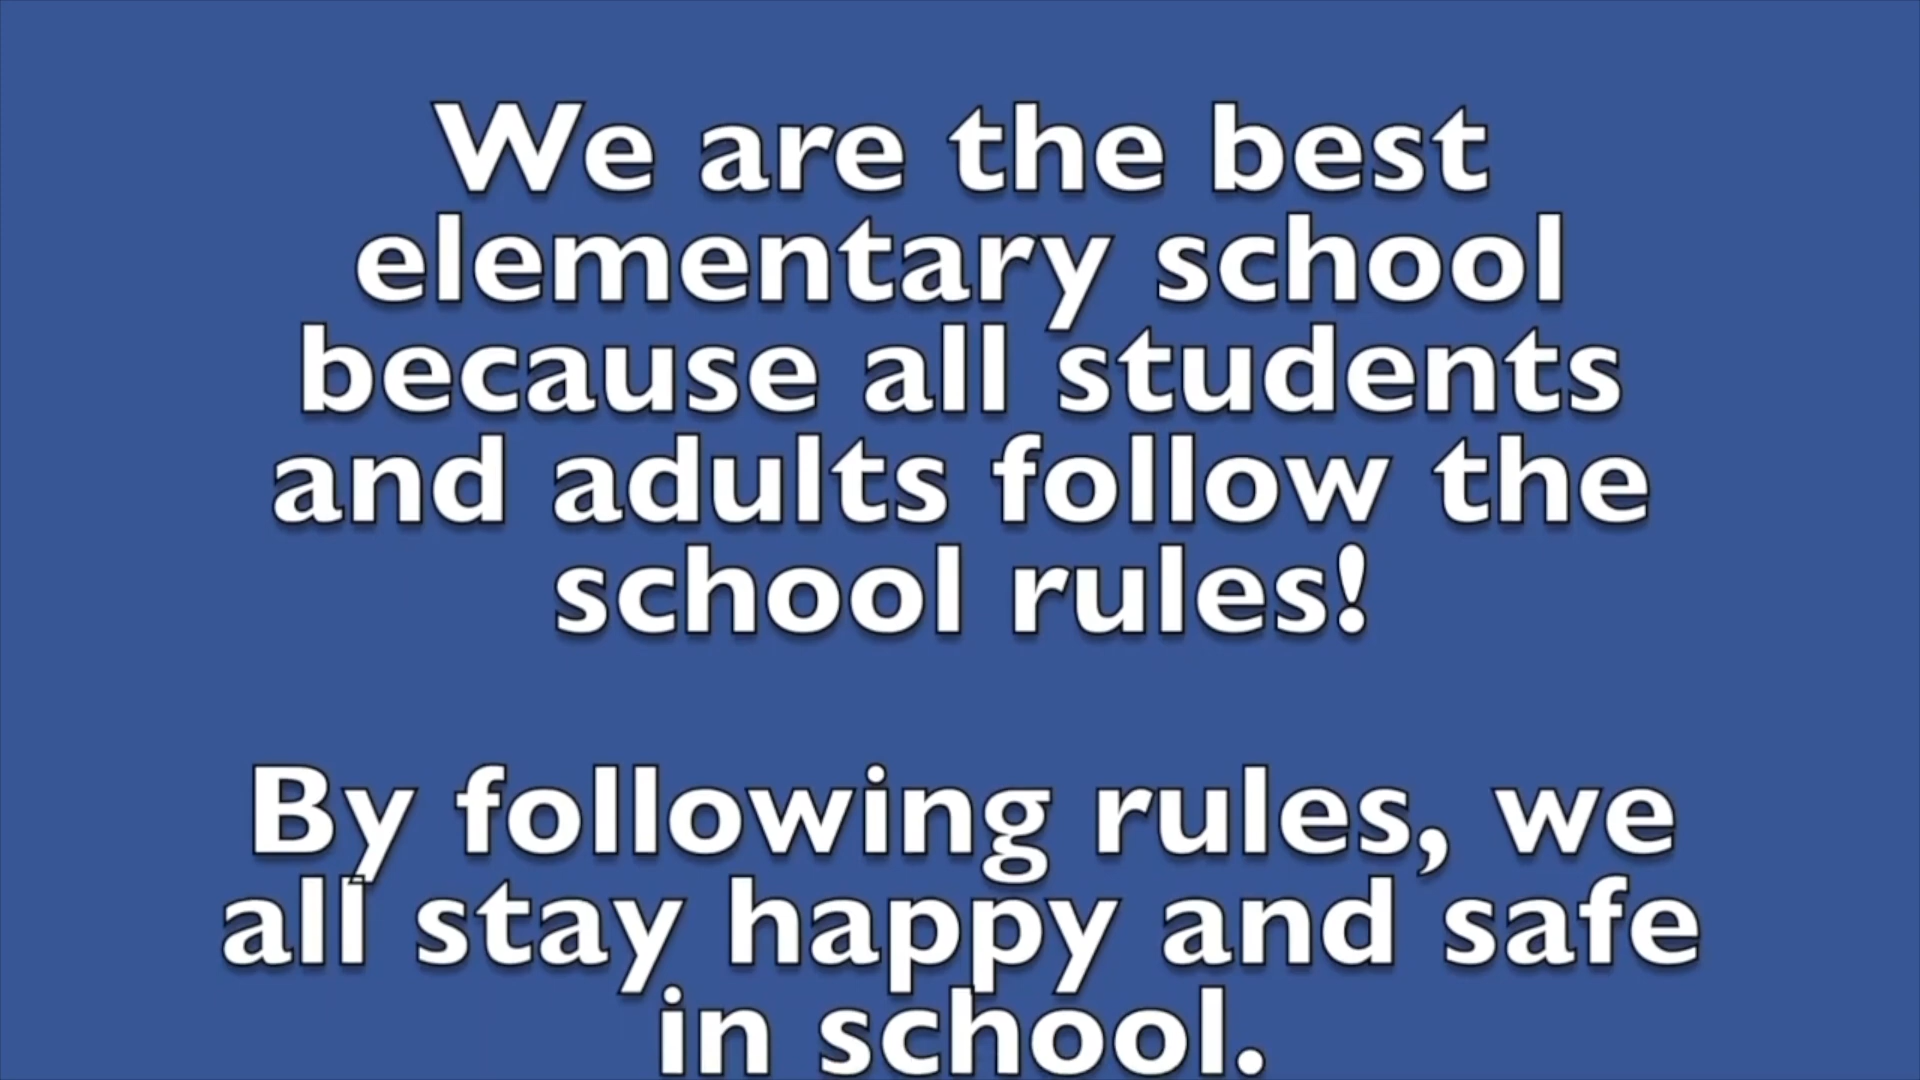 We are the best
elementary school
because all students
and adults follow the
school rules!
By following rules, we
all stay happy and safe
in school.